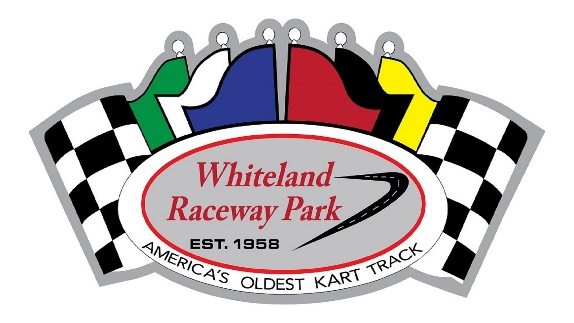 Whiteland
Raceway Park
EST. 1958
AMERICA'S OLDEST KART TRACK